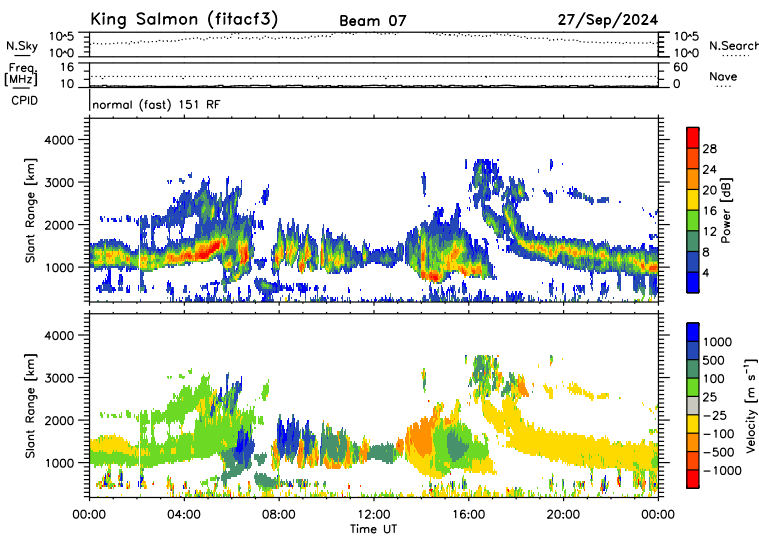 King Salmon (fitacf3) Beam 07 27/Sep/2024
N.Sky 10^5 10^0 10^5 10^0 N.Search
Freq [MHz] 16 10 60 0 Nave
CPID normal (fast) 151 RF
Slant Range [km] 4000 3000 2000 1000
Power [dB] 28 24 20 16 12 8 4
Slant Range [km] 4000 3000 2000 1000
Velocity [m s⁻¹] 1000 500 100 25 −25 −100 −500 −1000
00:00 04:00 08:00 12:00 16:00 20:00 00:00
Time UT